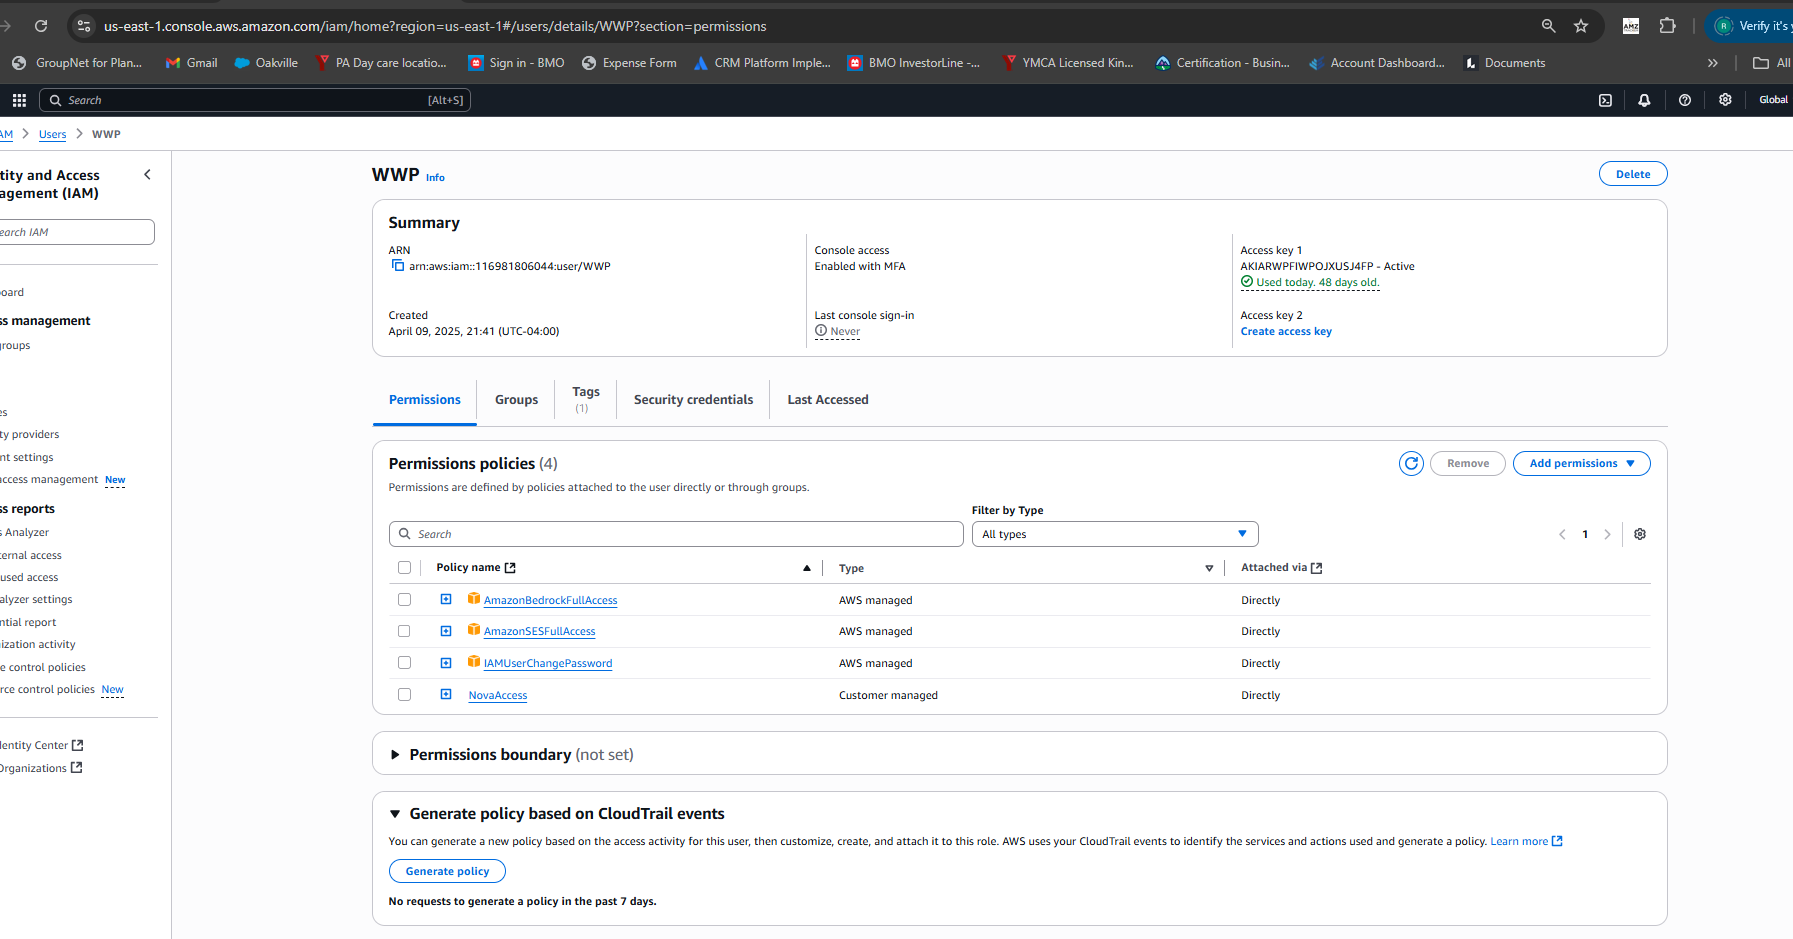 us-east-1.console.aws.amazon.com/iam/home?region=us-east-1#/users/details/WWP?section=permissions
AMZ
R
Verify it's y
GroupNet for Plan...
Gmail
Oakville
PA Day care locatio...
Sign in - BMO
Expense Form
CRM Platform Imple...
BMO InvestorLine -...
YMCA Licensed Kin...
Certification - Busin...
Account Dashboard...
Documents
All
Search [Alt+S]
Global
AM > Users > WWP
tity and Access
agement (IAM)
earch IAM
oard
ss management
groups
es
ty providers
nt settings
access management New
ss reports
s Analyzer
ternal access
used access
alyzer settings
ntial report
ization activity
e control policies
rce control policies New
dentity Center
Organizations
WWP Info
Delete
Summary
ARN
arn:aws:iam::116981806044:user/WWP
Created
April 09, 2025, 21:41 (UTC-04:00)
Console access
Enabled with MFA
Last console sign-in
Never
Access key 1
AKIARWPFIWPOJXUSJ4FP - Active
Used today. 48 days old.
Access key 2
Create access key
Permissions
Groups
Tags
(1)
Security credentials
Last Accessed
Permissions policies (4)
Remove
Add permissions
Permissions are defined by policies attached to the user directly or through groups.
Filter by Type
Search
All types
1
Policy name Type Attached via
AmazonBedrockFullAccess AWS managed Directly
AmazonSESFullAccess AWS managed Directly
IAMUserChangePassword AWS managed Directly
NovaAccess Customer managed Directly
Permissions boundary (not set)
Generate policy based on CloudTrail events
You can generate a new policy based on the access activity for this user, then customize, create, and attach it to this role. AWS uses your CloudTrail events to identify the services and actions used and generate a policy. Learn more
Generate policy
No requests to generate a policy in the past 7 days.